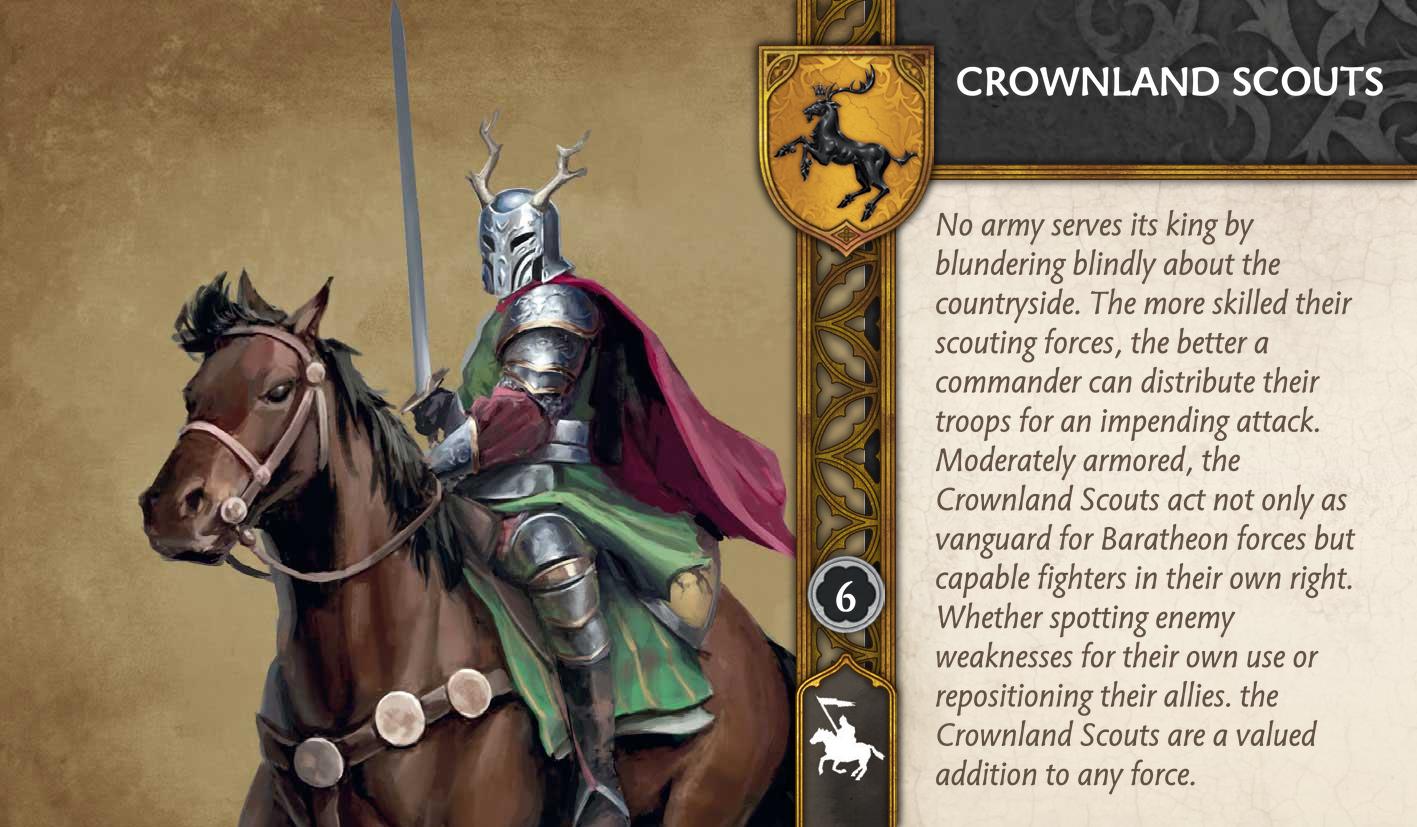 CROWNLAND SCOUTS
No army serves its king by
blundering blindly about the
countryside. The more skilled their
scouting forces, the better a
commander can distribute their
troops for an impending attack.
Moderately armored, the
Crownland Scouts act not only as
vanguard for Baratheon forces but
capable fighters in their own right.
Whether spotting enemy
weaknesses for their own use or
repositioning their allies. the
Crownland Scouts are a valued
addition to any force.
6